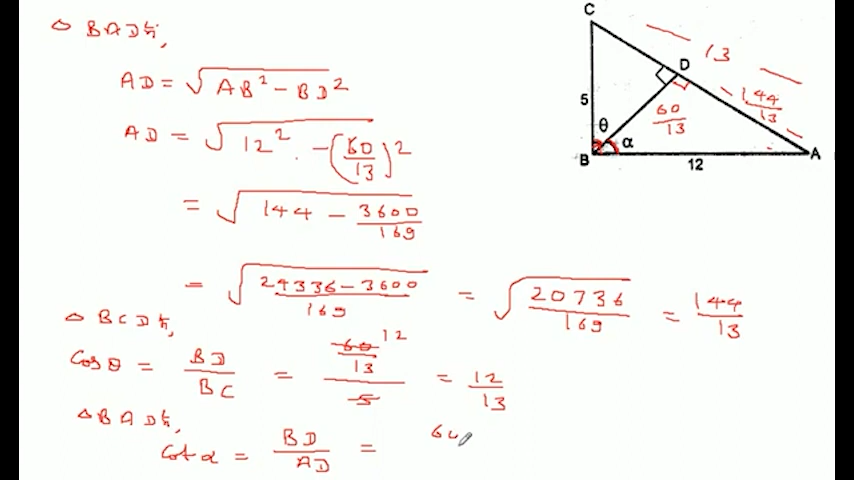 △ BAD ൽ,
AD = √(AB² − BD²)
AD = √(12² − (60/13)²)
= √(144 − 3600/169)
= √((24336 − 3600)/169) = √(20736/169) = 144/13
△ BCD ൽ,
Cos θ = BD/BC = (60/13)/5 12 = 12/13
△ BAD ൽ,
Cot α = BD/AD = 60
C
13
D
5
60/13
144/13
θ
α
B
12
A